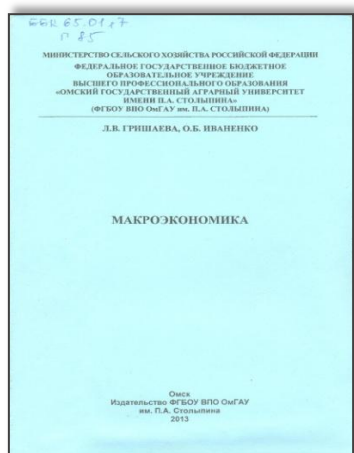 ББК 65.01я7
Г 85
МИНИСТЕРСТВО СЕЛЬСКОГО ХОЗЯЙСТВА РОССИЙСКОЙ ФЕДЕРАЦИИ
ФЕДЕРАЛЬНОЕ ГОСУДАРСТВЕННОЕ БЮДЖЕТНОЕ
ОБРАЗОВАТЕЛЬНОЕ УЧРЕЖДЕНИЕ
ВЫСШЕГО ПРОФЕССИОНАЛЬНОГО ОБРАЗОВАНИЯ
«ОМСКИЙ ГОСУДАРСТВЕННЫЙ АГРАРНЫЙ УНИВЕРСИТЕТ
ИМЕНИ П.А. СТОЛЫПИНА»
(ФГБОУ ВПО ОмГАУ им. П.А. СТОЛЫПИНА)
Л.В. ГРИШАЕВА, О.Б. ИВАНЕНКО
МАКРОЭКОНОМИКА
Омск
Издательство ФГБОУ ВПО ОмГАУ
им. П.А. Столыпина
2013